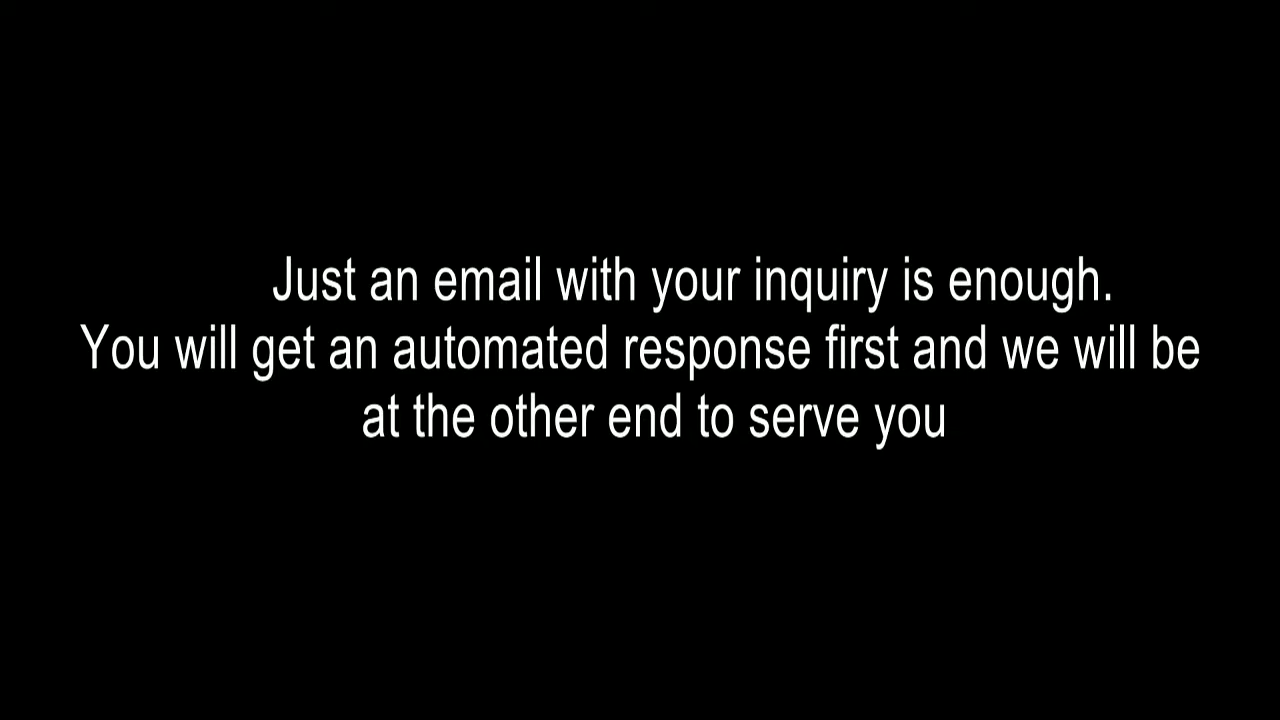 Just an email with your inquiry is enough.
You will get an automated response first and we will be
at the other end to serve you